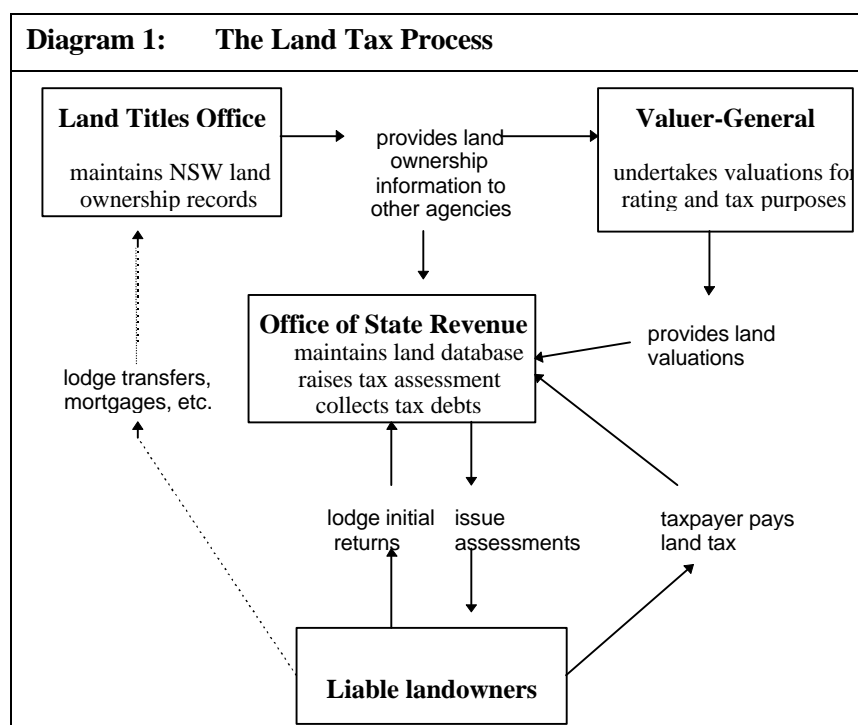 Diagram 1: The Land Tax Process
Land Titles Office
maintains NSW land
ownership records
provides land
ownership
information to
other agencies
Valuer-General
undertakes valuations for
rating and tax purposes
Office of State Revenue
maintains land database
raises tax assessment
collects tax debts
provides land
valuations
lodge transfers,
mortgages, etc.
lodge initial
returns
issue
assessments
taxpayer pays
land tax
Liable landowners